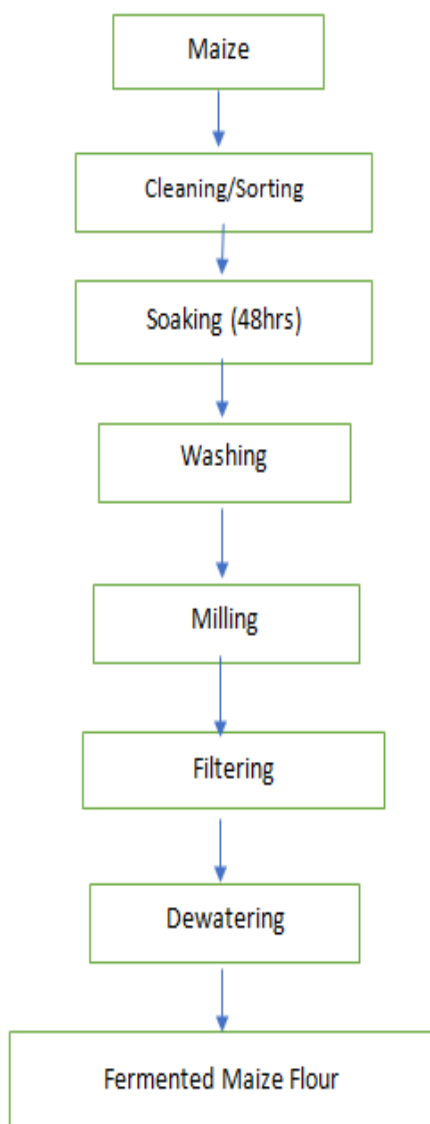 Maize
Cleaning/Sorting
Soaking (48hrs)
Washing
Milling
Filtering
Dewatering
Fermented Maize Flour